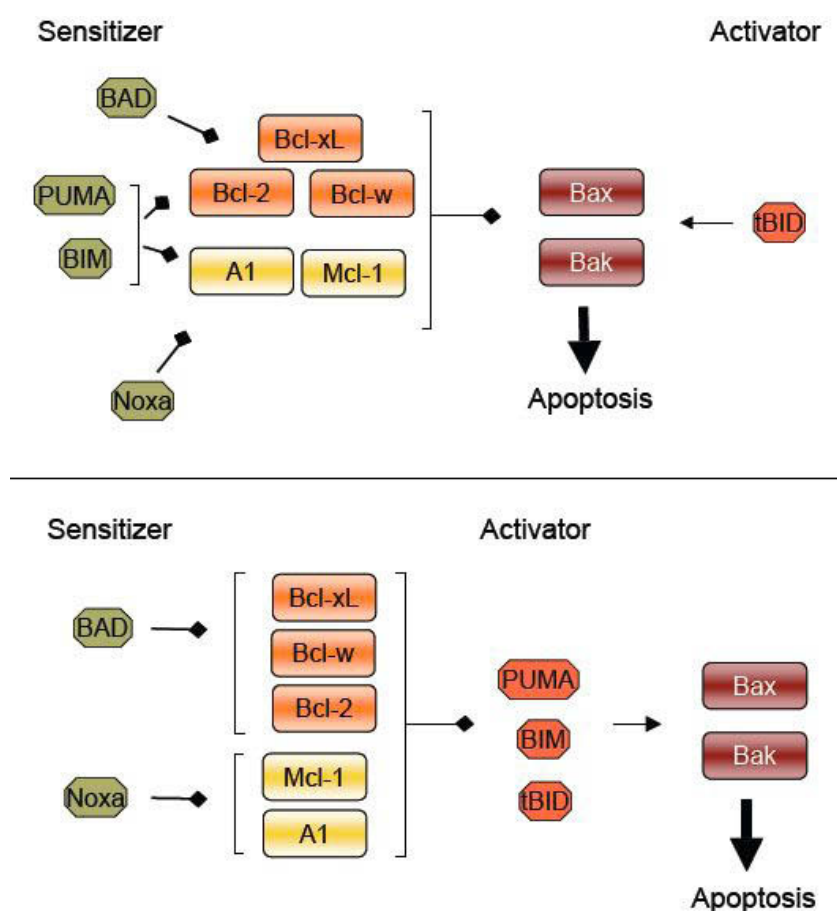 Sensitizer Activator
BAD
Bcl-xL
PUMA Bcl-2 Bcl-w Bax
tBID
BIM A1 Mcl-1 Bak
Noxa Apoptosis
Sensitizer Activator
Bcl-xL
BAD
Bcl-w
PUMA Bax
Bcl-2
BIM Bak
Mcl-1
Noxa tBID
A1
Apoptosis